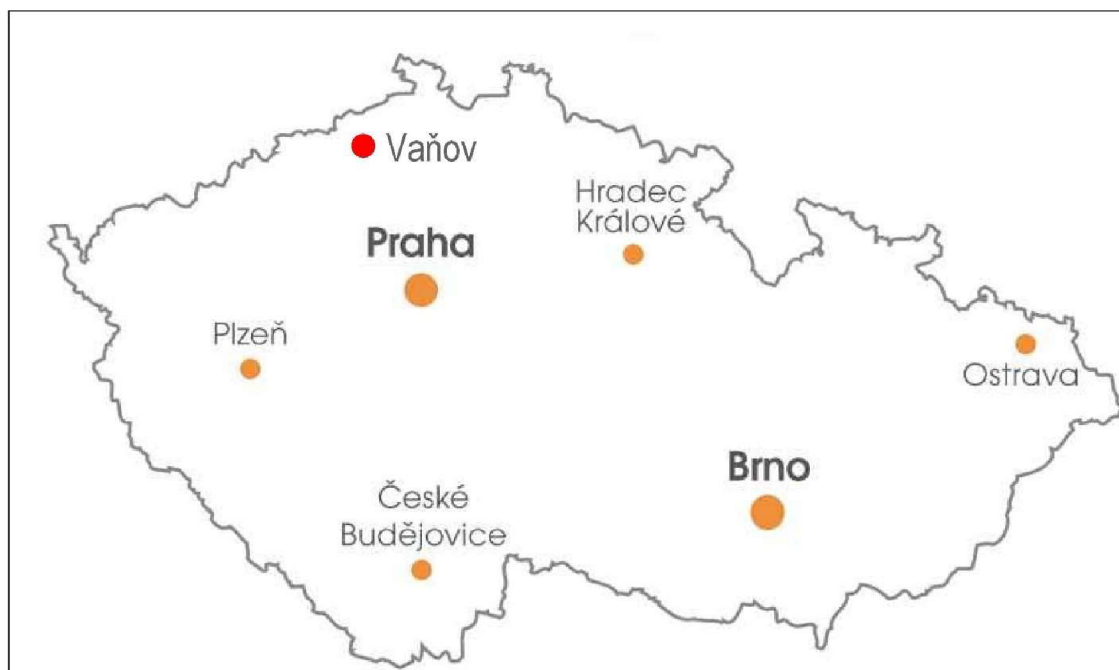 Vaňov
Hradec
Králové
Praha
Plzeň
Ostrava
Brno
České
Budějovice